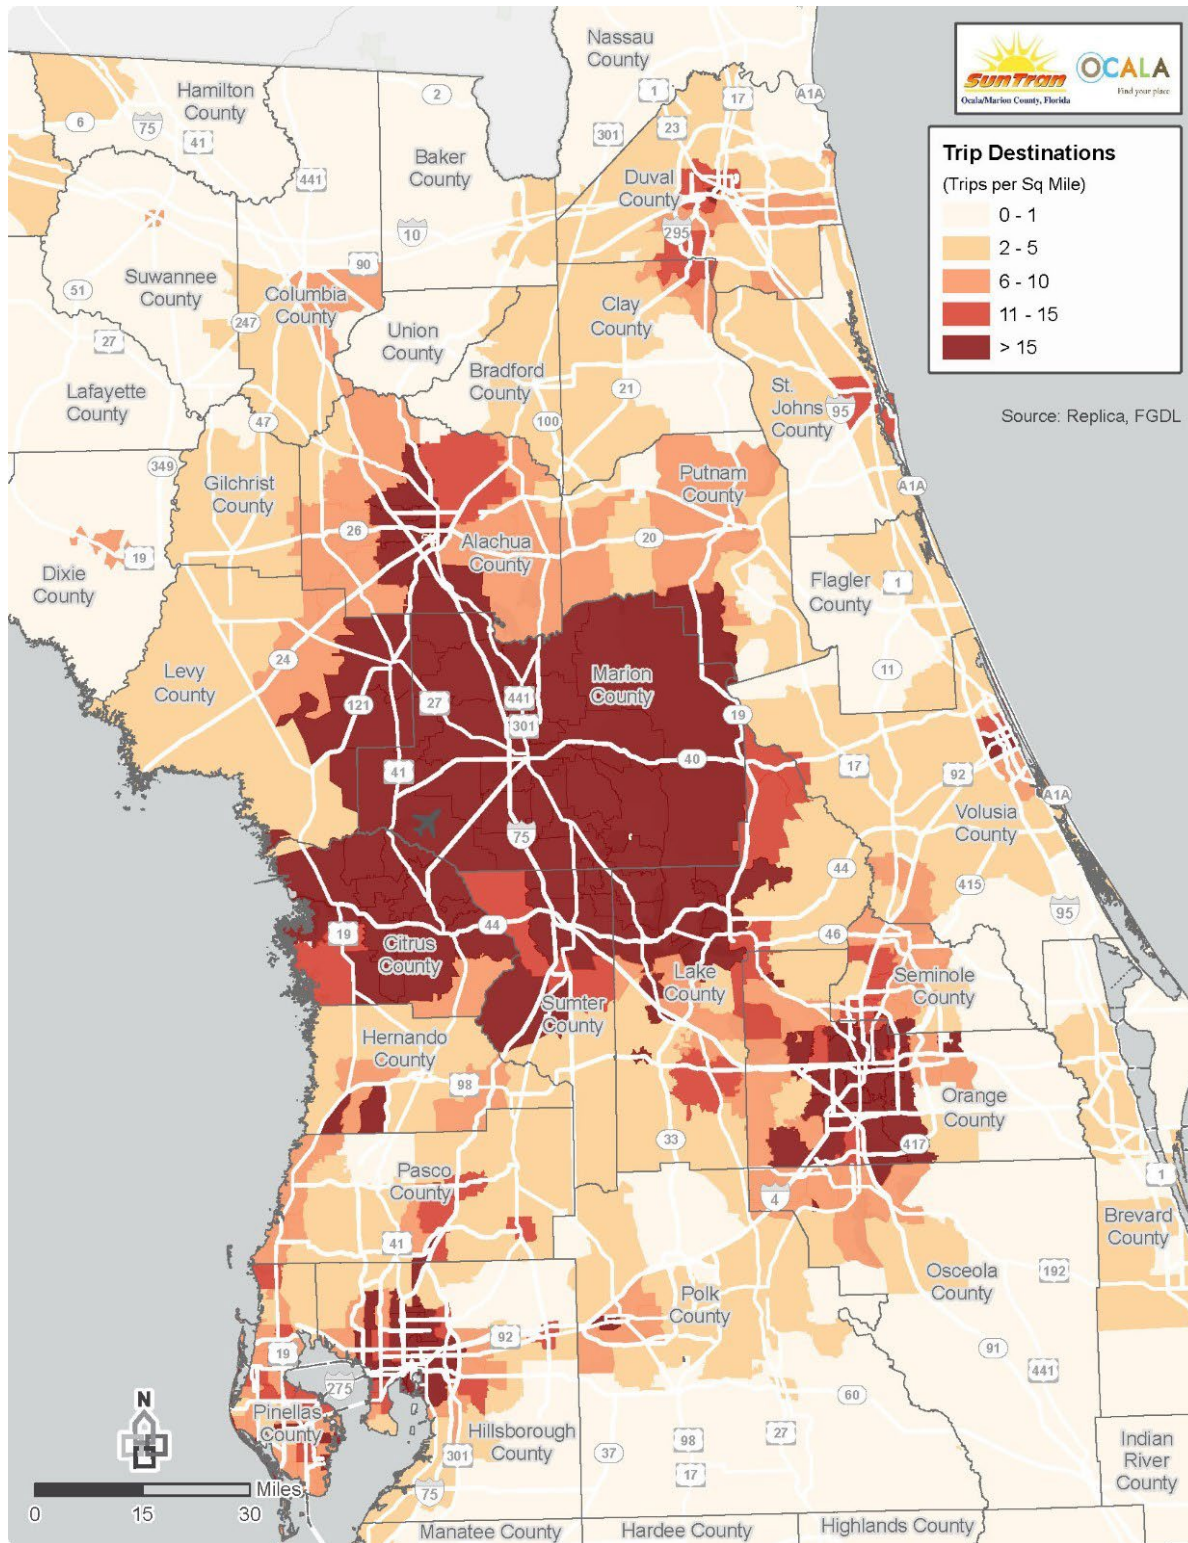 Nassau
County
SunTran
Ocala/Marion County, Florida
OCALA
Find your place
Trip Destinations
(Trips per Sq Mile)
0 - 1
2 - 5
6 - 10
11 - 15
> 15
Source: Replica, FGDL
Hamilton
County
2
1
17
A1A
6
75
41
301
23
441
Baker
County
Duval
County
10
295
90
Suwannee
County
51
Columbia
County
247
27
Union
County
Clay
County
Lafayette
County
Bradford
County
21
St.
Johns
County
95
47
100
349
Gilchrist
County
Putnam
County
A1A
26
Alachua
County
20
19
Dixie
County
Flagler
County
1
24
Levy
County
Marion
County
11
121
27
441
301
19
41
40
17
92
A1A
75
Volusia
County
44
415
95
19
44
46
Citrus
County
Lake
County
Seminole
County
Sumter
County
Hernando
County
98
Orange
County
33
417
Pasco
County
4
1
41
Brevard
County
Osceola
County
192
Polk
County
92
19
91
441
275
60
Pinellas
County
Hillsborough
County
301
37
98
27
17
Indian
River
County
75
N
Miles
0
15
30
Manatee County
Hardee County
Highlands County